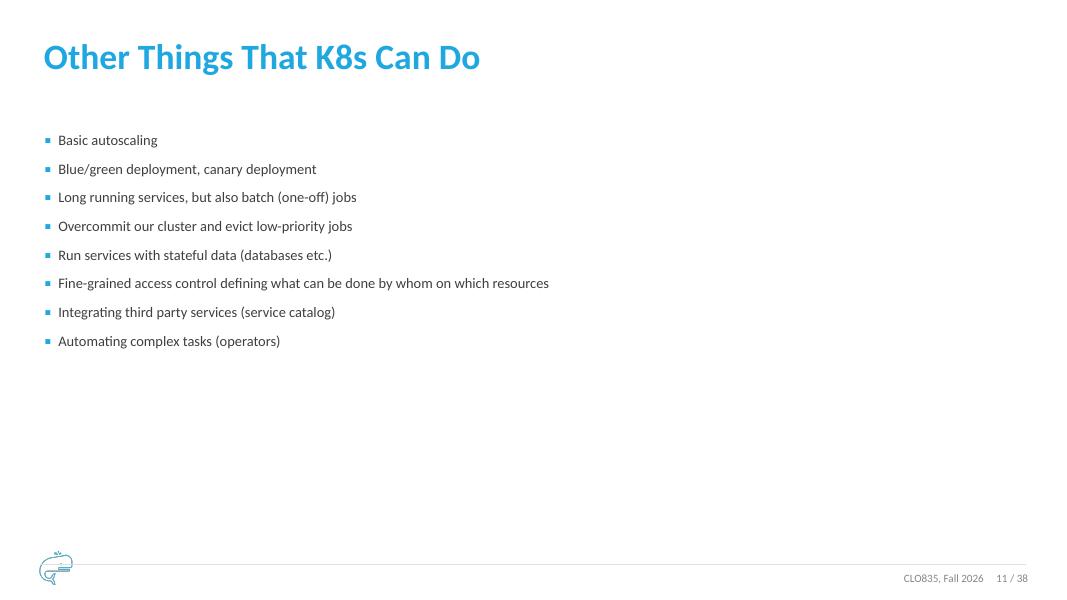 Other Things That K8s Can Do
▪ Basic autoscaling
▪ Blue/green deployment, canary deployment
▪ Long running services, but also batch (one-off) jobs
▪ Overcommit our cluster and evict low-priority jobs
▪ Run services with stateful data (databases etc.)
▪ Fine-grained access control defining what can be done by whom on which resources
▪ Integrating third party services (service catalog)
▪ Automating complex tasks (operators)
CLO835, Fall 2026 11 / 38